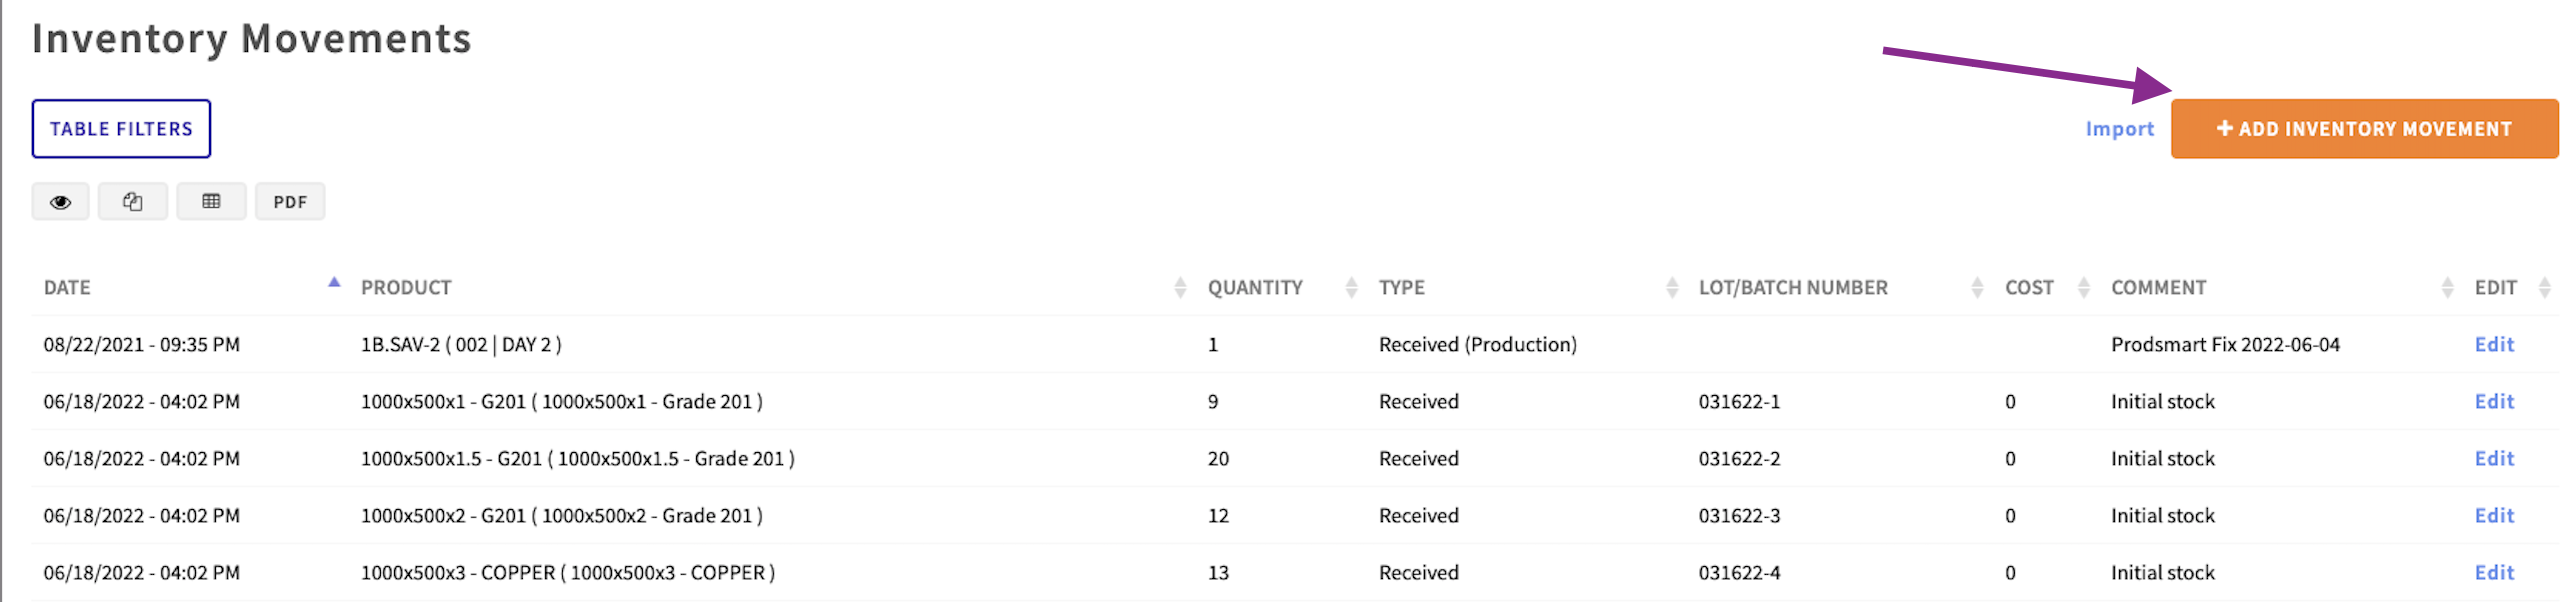 Inventory Movements
TABLE FILTERS
Import
+ ADD INVENTORY MOVEMENT
PDF
DATE PRODUCT QUANTITY TYPE LOT/BATCH NUMBER COST COMMENT EDIT
08/22/2021 - 09:35 PM 1B.SAV-2 ( 002 | DAY 2 ) 1 Received (Production) Prodsmart Fix 2022-06-04 Edit
06/18/2022 - 04:02 PM 1000x500x1 - G201 ( 1000x500x1 - Grade 201 ) 9 Received 031622-1 0 Initial stock Edit
06/18/2022 - 04:02 PM 1000x500x1.5 - G201 ( 1000x500x1.5 - Grade 201 ) 20 Received 031622-2 0 Initial stock Edit
06/18/2022 - 04:02 PM 1000x500x2 - G201 ( 1000x500x2 - Grade 201 ) 12 Received 031622-3 0 Initial stock Edit
06/18/2022 - 04:02 PM 1000x500x3 - COPPER ( 1000x500x3 - COPPER ) 13 Received 031622-4 0 Initial stock Edit